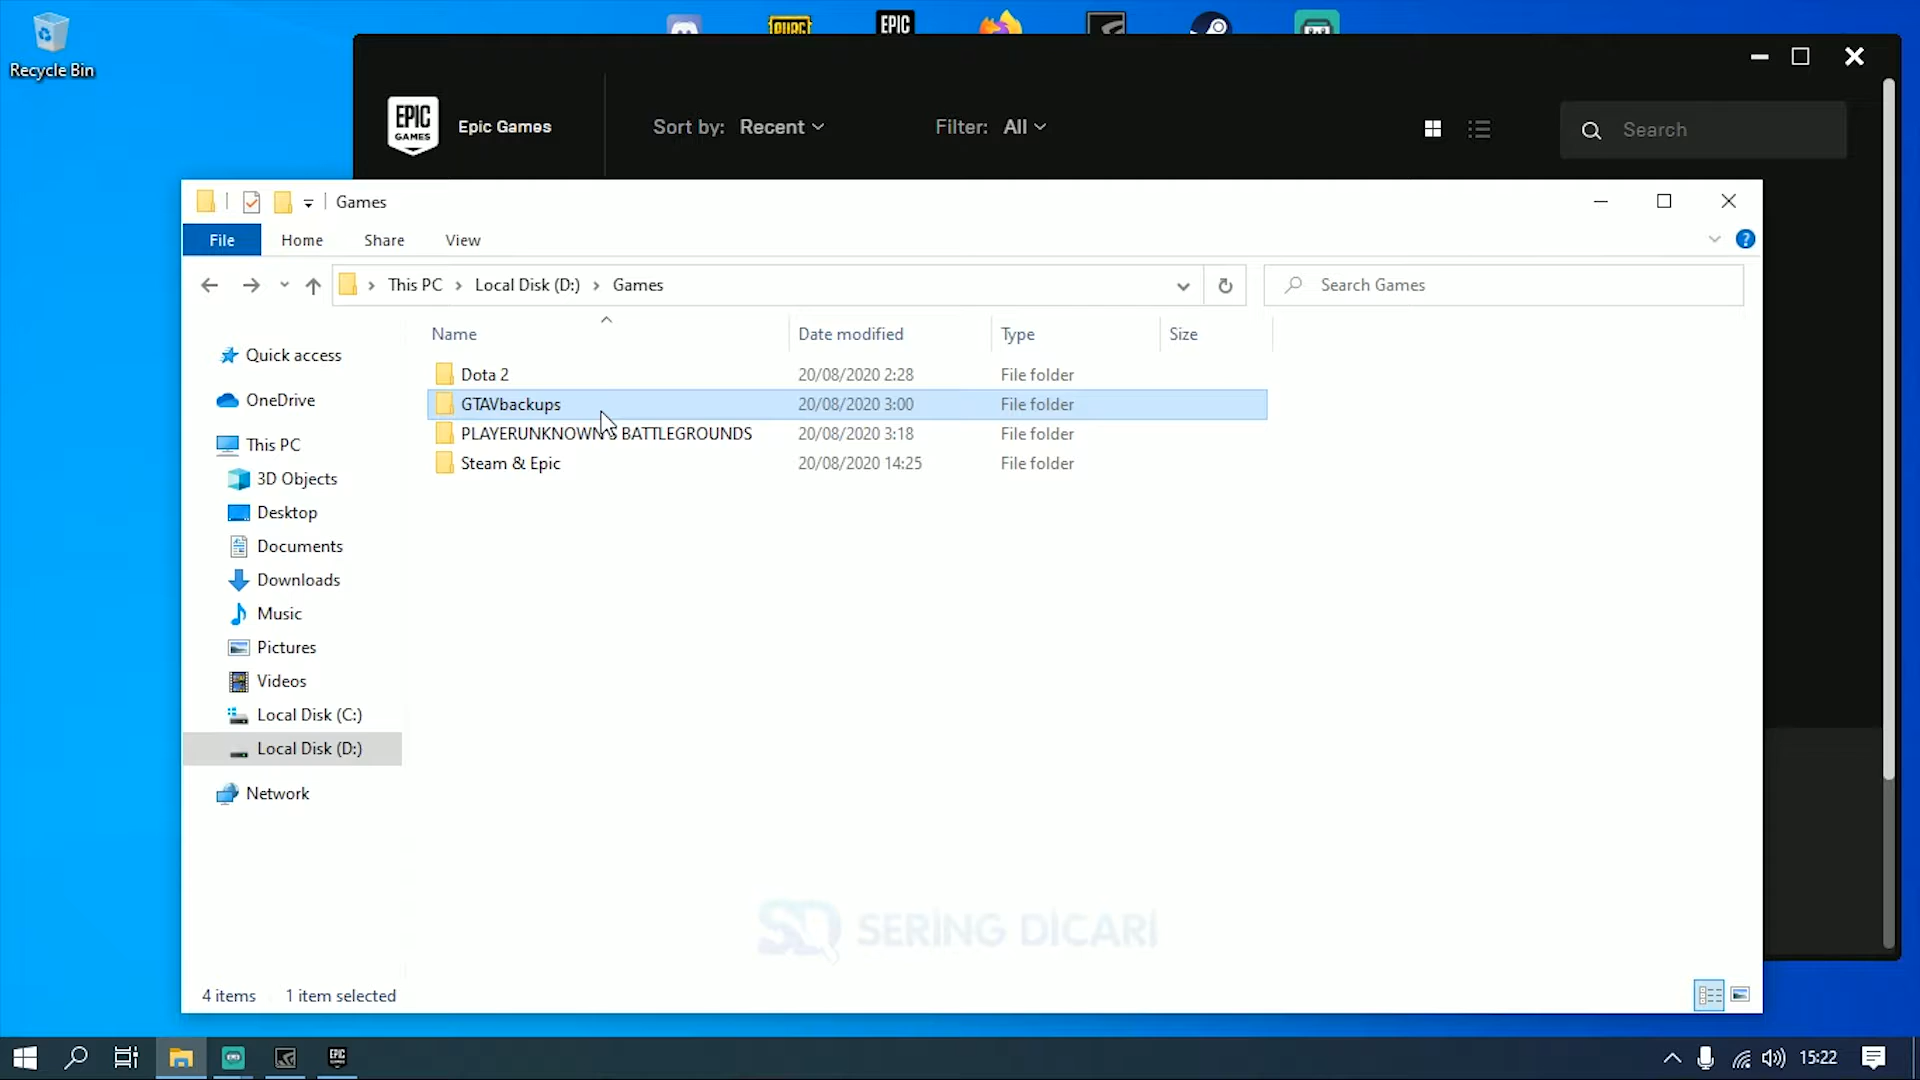 Recycle Bin
PUBG
EPIC
EPIC
GAMES
Epic Games
Sort by: Recent
Filter: All
Search
Games
File
Home
Share
View
?
This PC
Local Disk (D:)
Games
Search Games
Name
Date modified
Type
Size
Quick access
OneDrive
This PC
3D Objects
Desktop
Documents
Downloads
Music
Pictures
Videos
Local Disk (C:)
Local Disk (D:)
Network
Dota 2 20/08/2020 2:28 File folder
GTAVbackups 20/08/2020 3:00 File folder
PLAYERUNKNOWN'S BATTLEGROUNDS 20/08/2020 3:18 File folder
Steam & Epic 20/08/2020 14:25 File folder
SD SERING DICARI
4 items 1 item selected
EPIC
15:22